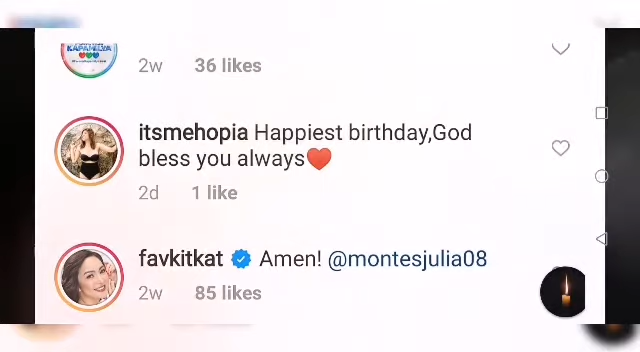 KAPAMILYA
2w 36 likes
itsmehopia Happiest birthday,God
bless you always❤️
2d 1 like
favkitkat Amen! @montesjulia08
2w 85 likes